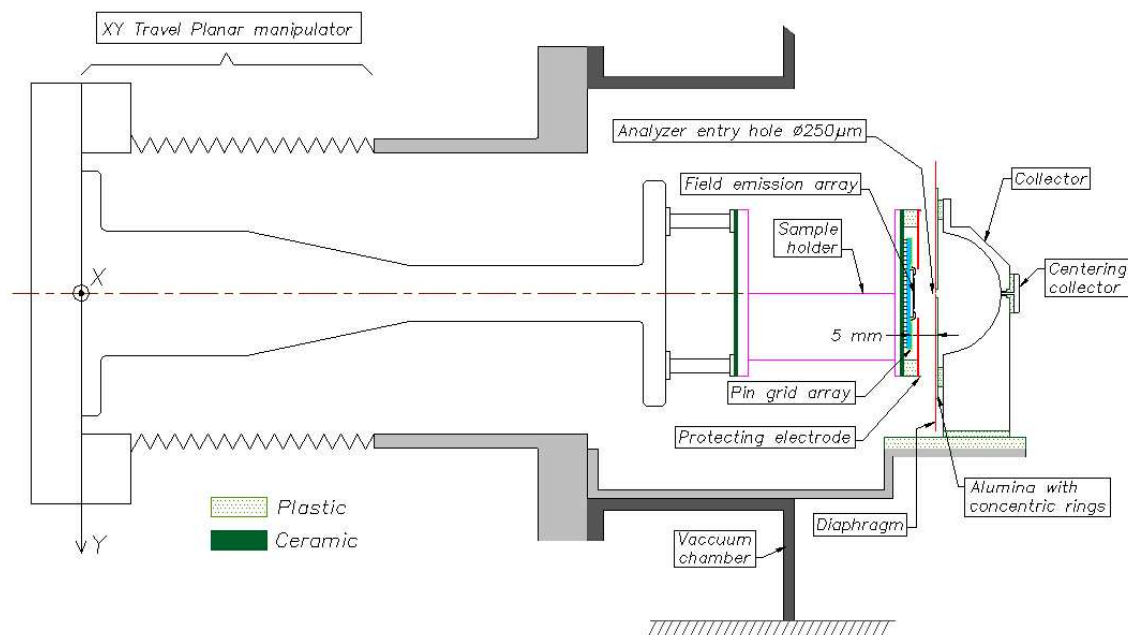 XY Travel Planar manipulator
Analyzer entry hole Ø250µm
Field emission array
Collector
Sample
holder
Centering
collector
X
5 mm
Pin grid array
Protecting electrode
Plastic
Ceramic
Alumina with
concentric rings
Diaphragm
Y
Vaccuum
chamber